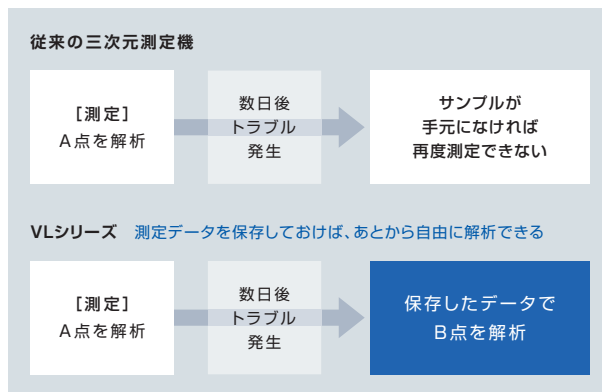 従来の三次元測定機
[測定]
A点を解析
数日後
トラブル
発生
サンプルが
手元になければ
再度測定できない
VLシリーズ 測定データを保存しておけば、あとから自由に解析できる
[測定]
A点を解析
数日後
トラブル
発生
保存したデータで
B点を解析